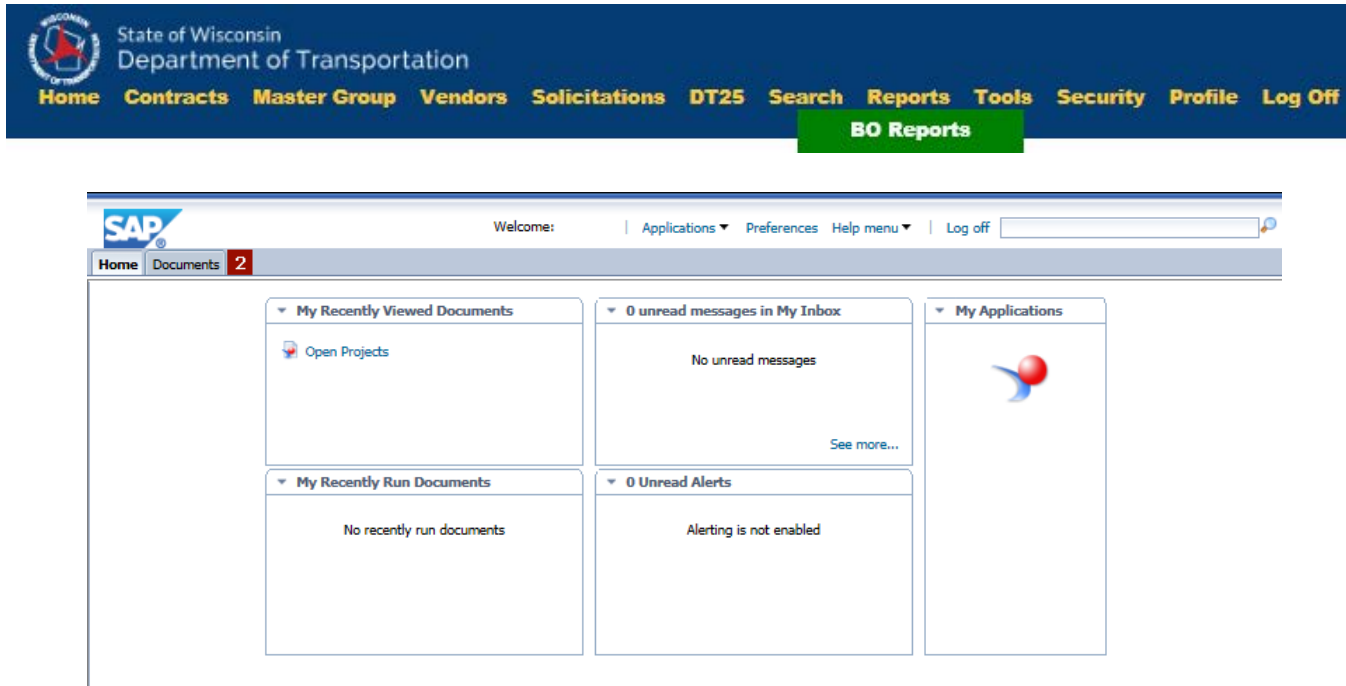 State of Wisconsin
Department of Transportation
Home Contracts Master Group Vendors Solicitations DT25 Search Reports Tools Security Profile Log Off
BO Reports
SAP®
Welcome: | Applications Preferences Help menu | Log off
Home Documents 2
My Recently Viewed Documents
0 unread messages in My Inbox
My Applications
Open Projects
No unread messages
See more...
My Recently Run Documents
0 Unread Alerts
No recently run documents
Alerting is not enabled